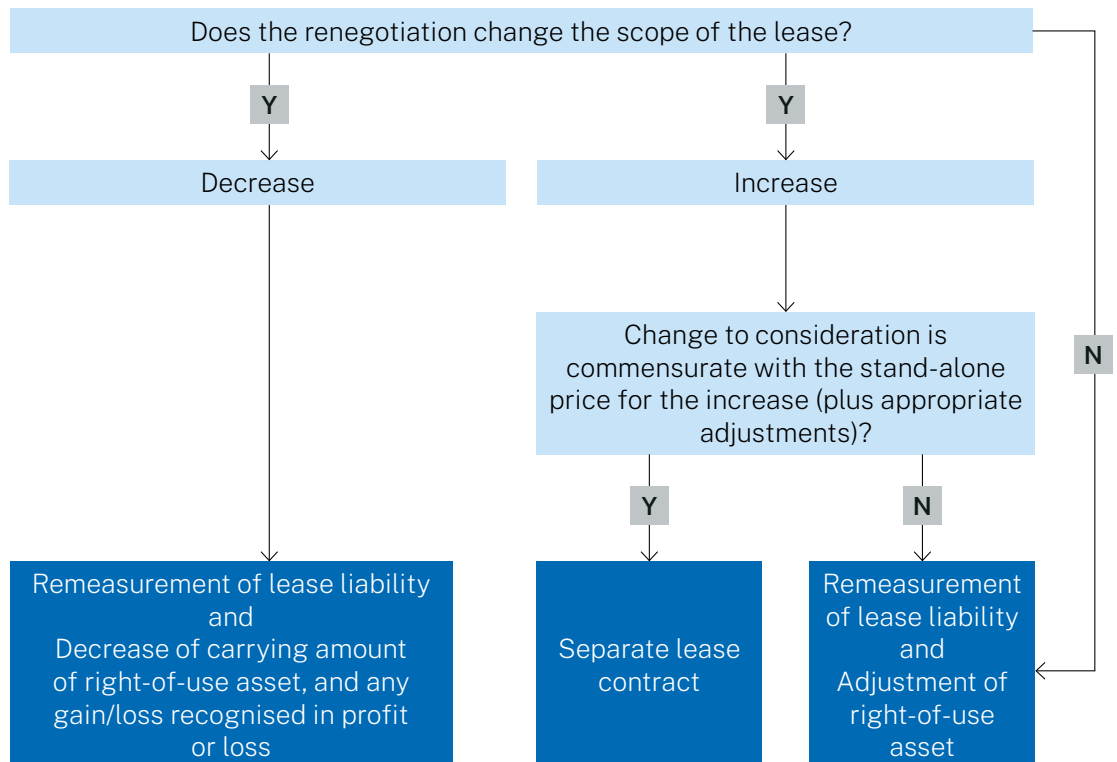 Does the renegotiation change the scope of the lease?
Y
Y
Decrease
Increase
Change to consideration is
commensurate with the stand-alone
price for the increase (plus appropriate
adjustments)?
N
Y
N
Remeasurement of lease liability
and
Decrease of carrying amount
of right-of-use asset, and any
gain/loss recognised in profit
or loss
Separate lease
contract
Remeasurement
of lease liability
and
Adjustment of
right-of-use
asset